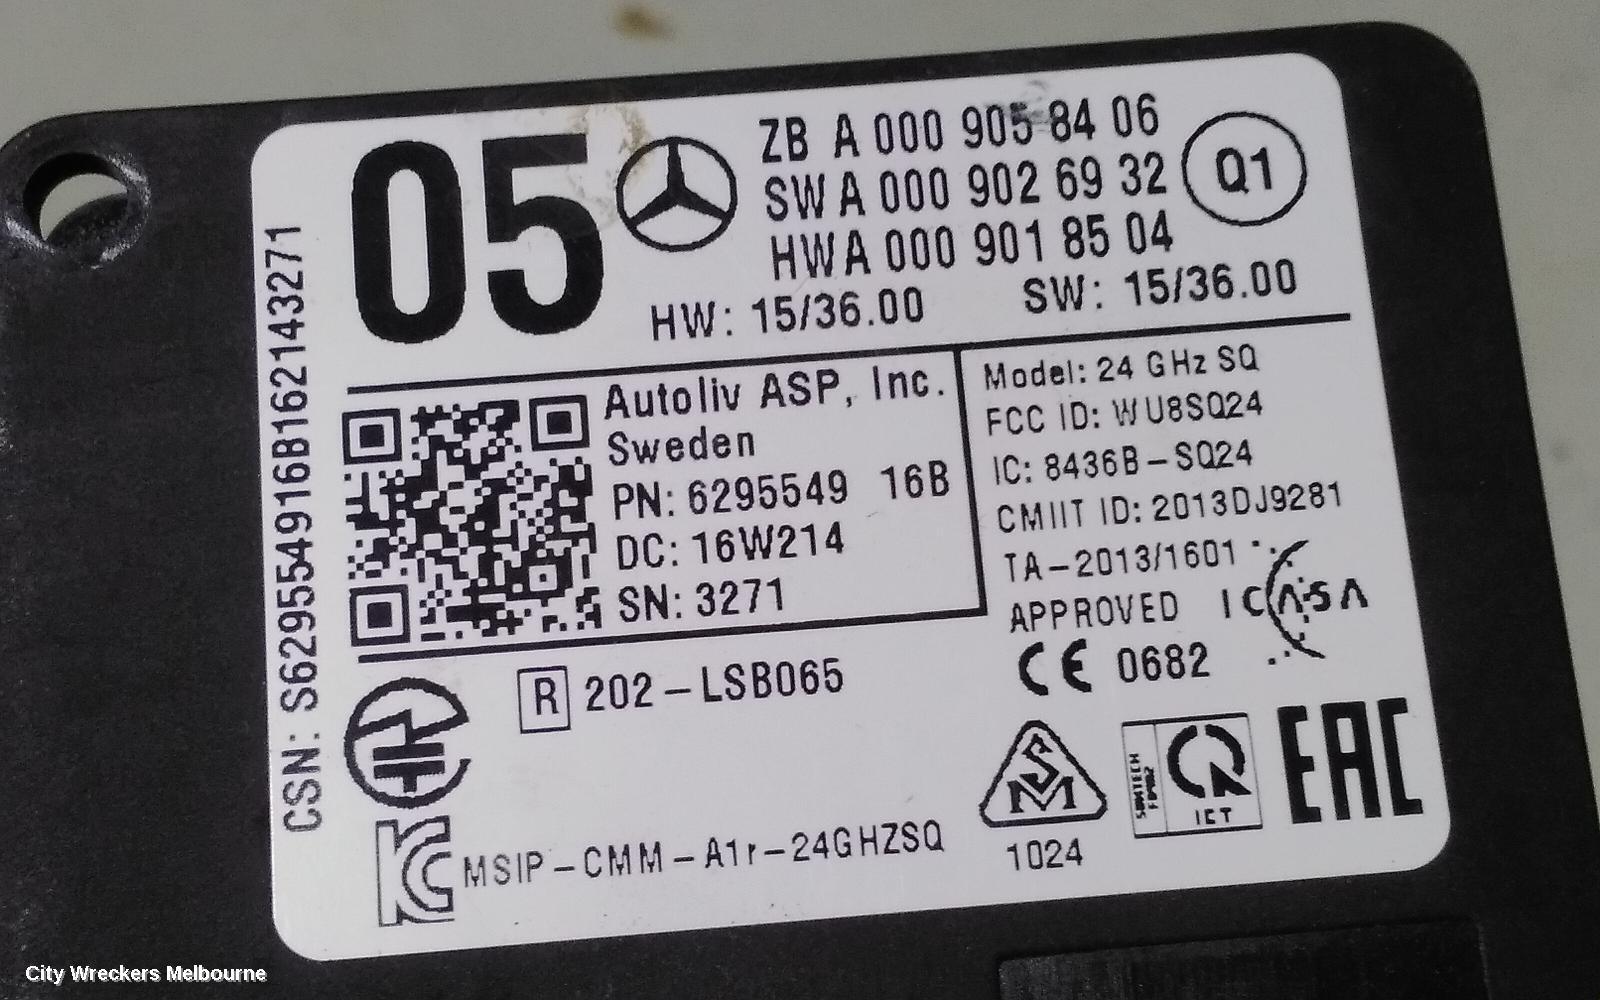 05
ZB A 000 905 84 06
SW A 000 902 69 32
HW A 000 901 85 04
Q1
HW: 15/36.00 SW: 15/36.00
CSN: S629554916B162143271
Autoliv ASP, Inc.
Sweden
PN: 6295549 16B
DC: 16W214
SN: 3271
Model: 24 GHz SQ
FCC ID: WU8SQ24
IC: 8436B-SQ24
CMIIT ID: 2013DJ9281
TA-2013/1601
APPROVED ICASA
CE 0682
R 202-LSB065
MSIP-CMM-A1r-24GHZSQ
SM
1024
ICT
EAC
City Wreckers Melbourne